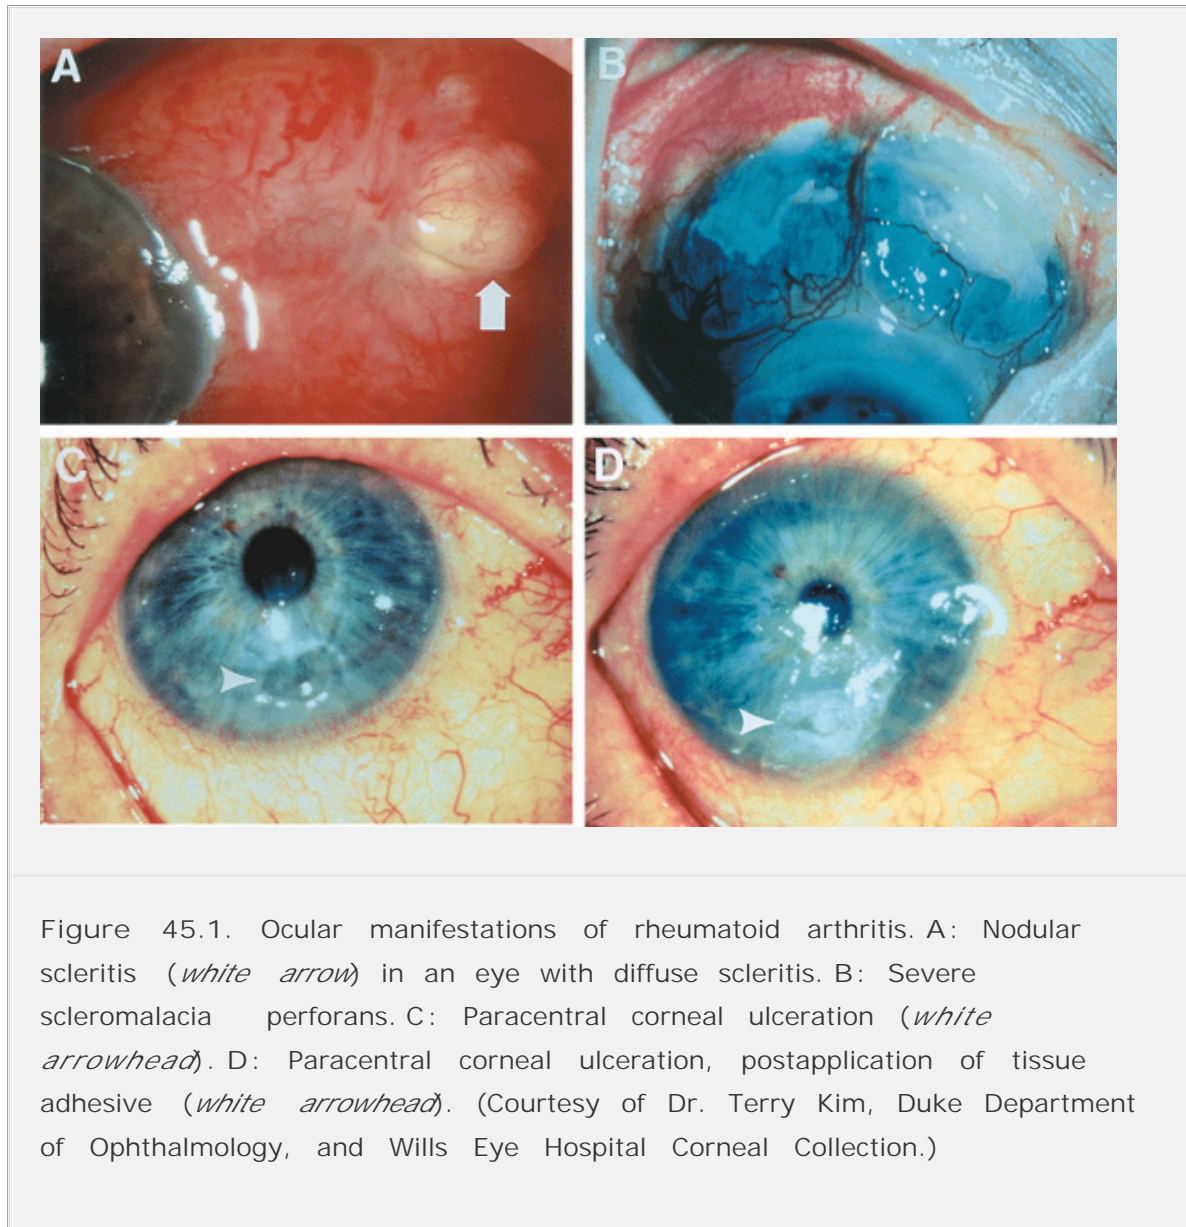 A
B
C
D
Figure 45.1. Ocular manifestations of rheumatoid arthritis. A: Nodular
scleritis (white arrow) in an eye with diffuse scleritis. B: Severe
scleromalacia perforans. C: Paracentral corneal ulceration (white
arrowhead). D: Paracentral corneal ulceration, postapplication of tissue
adhesive (white arrowhead). (Courtesy of Dr. Terry Kim, Duke Department
of Ophthalmology, and Wills Eye Hospital Corneal Collection.)